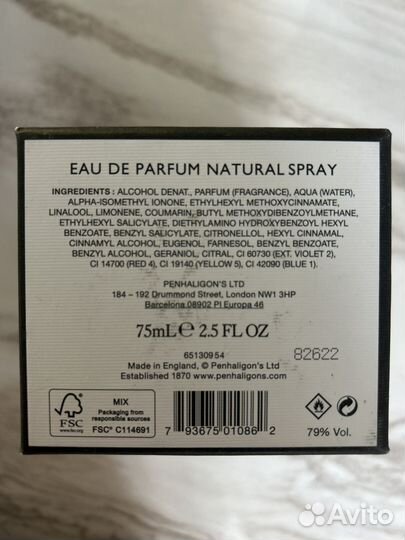 EAU DE PARFUM NATURAL SPRAY
INGREDIENTS : ALCOHOL DENAT., PARFUM (FRAGRANCE), AQUA (WATER),
ALPHA-ISOMETHYL IONONE, ETHYLHEXYL METHOXYCINNAMATE,
LINALOOL, LIMONENE, COUMARIN, BUTYL METHOXYDIBENZOYLMETHANE,
ETHYLHEXYL SALICYLATE, DIETHYLAMINO HYDROXYBENZOYL HEXYL
BENZOATE, BENZYL SALICYLATE, CITRONELLOL, HEXYL CINNAMAL,
CINNAMYL ALCOHOL, EUGENOL, FARNESOL, BENZYL BENZOATE,
BENZYL ALCOHOL, GERANIOL, CITRAL, CI 60730 (EXT. VIOLET 2),
CI 14700 (RED 4), CI 19140 (YELLOW 5), CI 42090 (BLUE 1).
PENHALIGON'S LTD
184 – 192 Drummond Street, London NW1 3HP
Barcelona 08902 Pl Europa 46
75mL e 2.5 FL OZ
65130954
82622
Made in England, © Penhaligon's Ltd
Established 1870 www.penhaligons.com
FSC
www.fsc.org
MIX
Packaging from
responsible sources
FSC® C114691
7 93675 01086 2
79% Vol.
Avito